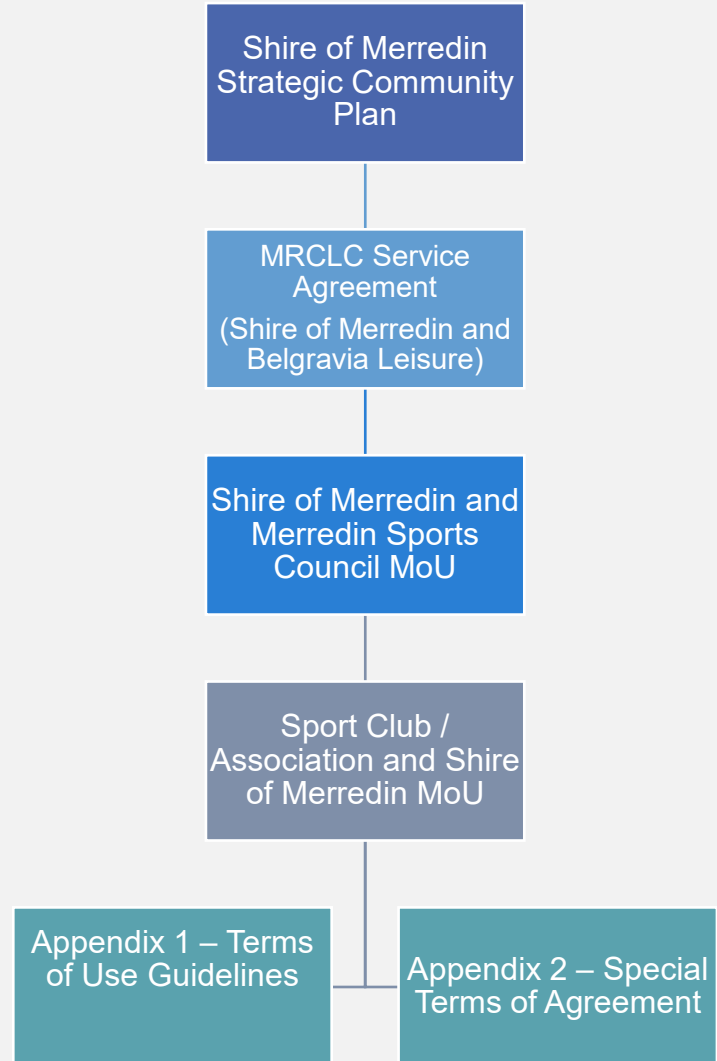 Shire of Merredin
Strategic Community
Plan
MRCLC Service
Agreement
(Shire of Merredin and
Belgravia Leisure)
Shire of Merredin and
Merredin Sports
Council MoU
Sport Club /
Association and Shire
of Merredin MoU
Appendix 1 – Terms
of Use Guidelines
Appendix 2 – Special
Terms of Agreement